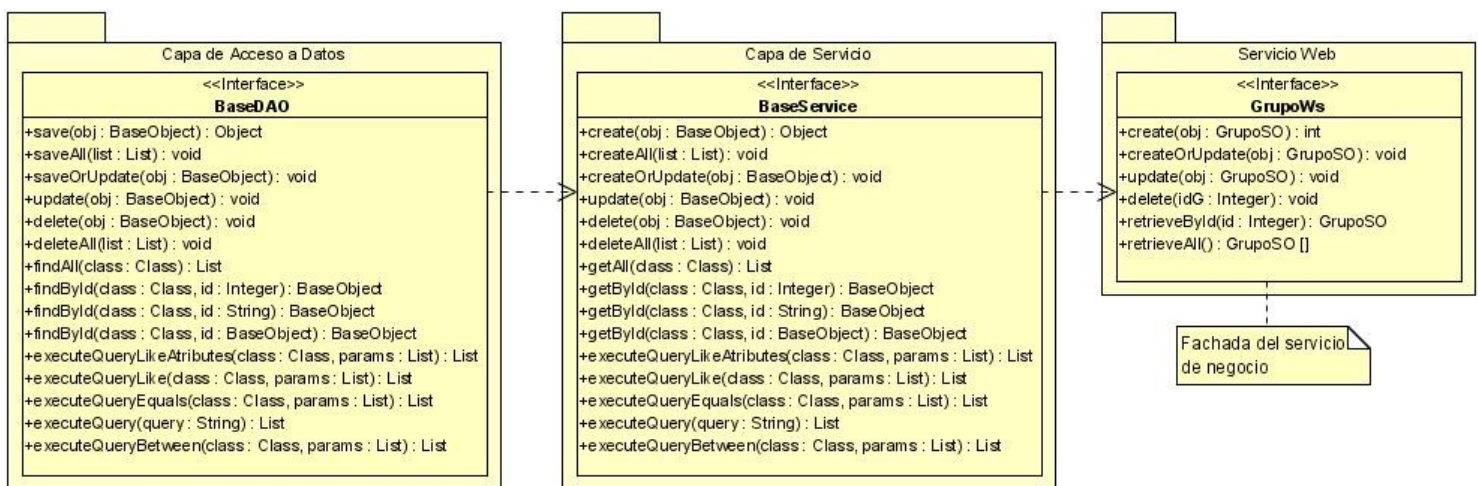 Capa de Acceso a Datos
<<Interface>>
BaseDAO
+save(obj : BaseObject) : Object
+saveAll(list : List) : void
+saveOrUpdate(obj : BaseObject) : void
+update(obj : BaseObject) : void
+delete(obj : BaseObject) : void
+deleteAll(list : List) : void
+findAll(class : Class) : List
+findById(class : Class, id : Integer) : BaseObject
+findById(class : Class, id : String) : BaseObject
+findById(class : Class, id : BaseObject) : BaseObject
+executeQueryLikeAtributes(class : Class, params : List) : List
+executeQueryLike(class : Class, params : List) : List
+executeQueryEquals(class : Class, params : List) : List
+executeQuery(query : String) : List
+executeQueryBetween(class : Class, params : List) : List
Capa de Servicio
<<Interface>>
BaseService
+create(obj : BaseObject) : Object
+createAll(list : List) : void
+createOrUpdate(obj : BaseObject) : void
+update(obj : BaseObject) : void
+delete(obj : BaseObject) : void
+deleteAll(list : List) : void
+getAll(class : Class) : List
+getById(class : Class, id : Integer) : BaseObject
+getById(class : Class, id : String) : BaseObject
+getById(class : Class, id : BaseObject) : BaseObject
+executeQueryLikeAtributes(class : Class, params : List) : List
+executeQueryLike(class : Class, params : List) : List
+executeQueryEquals(class : Class, params : List) : List
+executeQuery(query : String) : List
+executeQueryBetween(class : Class, params : List) : List
Servicio Web
<<Interface>>
GrupoWs
+create(obj : GrupoSO) : int
+createOrUpdate(obj : GrupoSO) : void
+update(obj : GrupoSO) : void
+delete(idG : Integer) : void
+retrieveById(id : Integer) : GrupoSO
+retrieveAll() : GrupoSO []
Fachada del servicio
de negocio